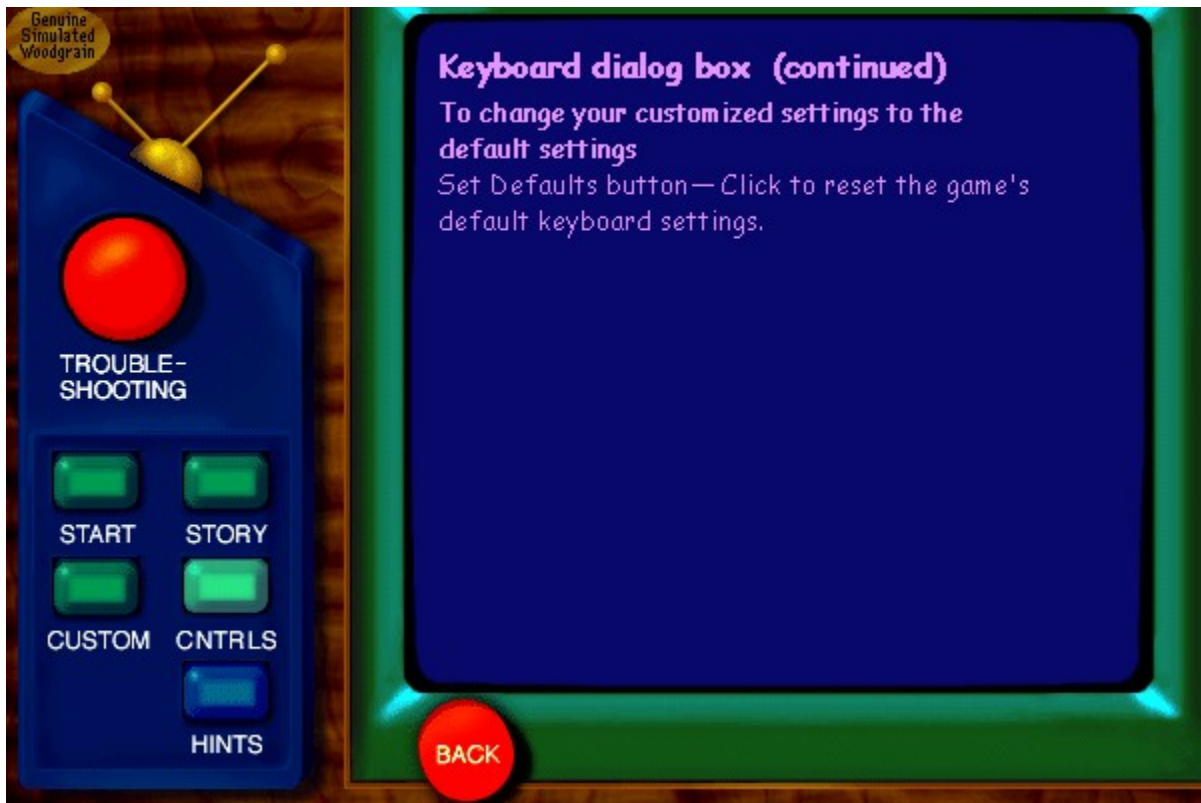 Genuine
Simulated
Woodgrain
TROUBLE-
SHOOTING
START
STORY
CUSTOM
CNTRLS
HINTS
Keyboard dialog box (continued)
To change your customized settings to the
default settings
Set Defaults button—Click to reset the game's
default keyboard settings.
BACK